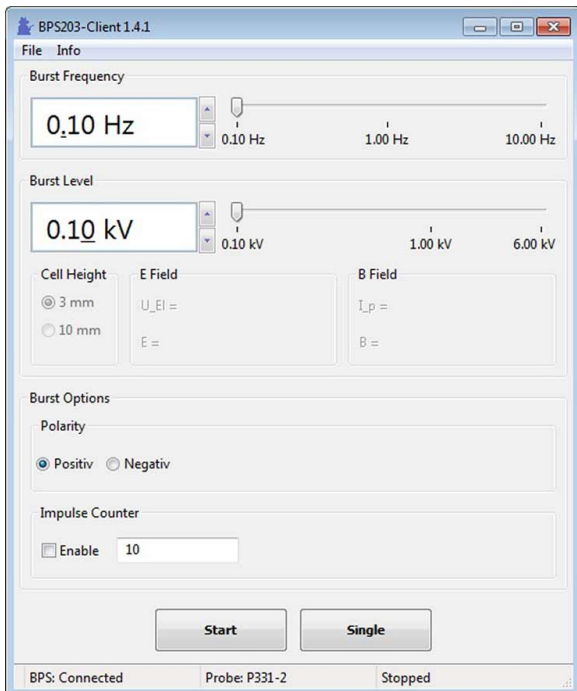 BPS203-Client 1.4.1
File Info
Burst Frequency
0.10 Hz
0.10 Hz 1.00 Hz 10.00 Hz
Burst Level
0.10 kV
0.10 kV 1.00 kV 6.00 kV
Cell Height E Field B Field
3 mm U_El = I_p =
10 mm E = B =
Burst Options
Polarity
Positiv Negativ
Impulse Counter
Enable 10
Start Single
BPS: Connected Probe: P331-2 Stopped